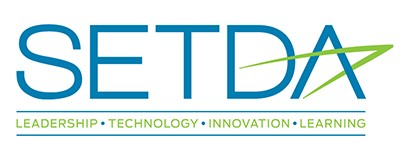 SETDA
LEADERSHIP • TECHNOLOGY • INNOVATION • LEARNING